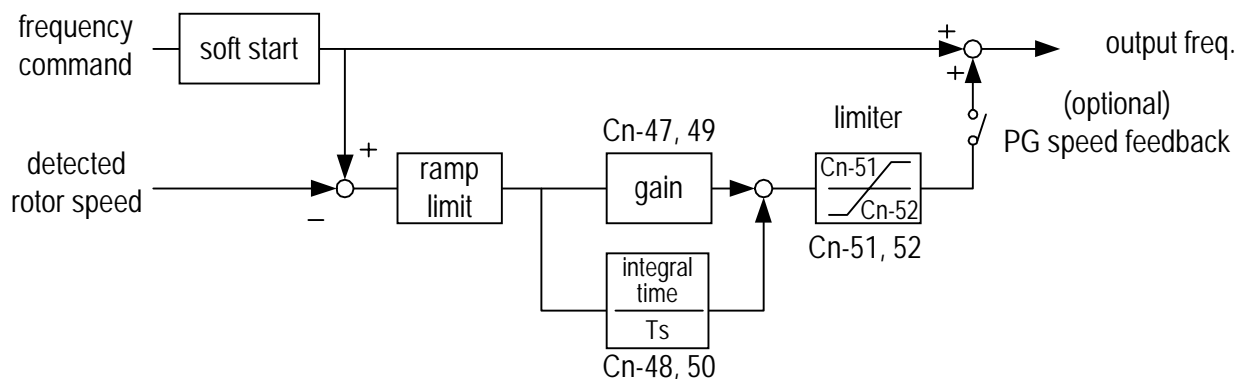 frequency
command
soft start
+
+
output freq.
(optional)
PG speed feedback
detected
rotor speed
+
−
ramp
limit
Cn-47, 49
gain
limiter
Cn-51
Cn-52
Cn-51, 52
integral
time
Ts
Cn-48, 50